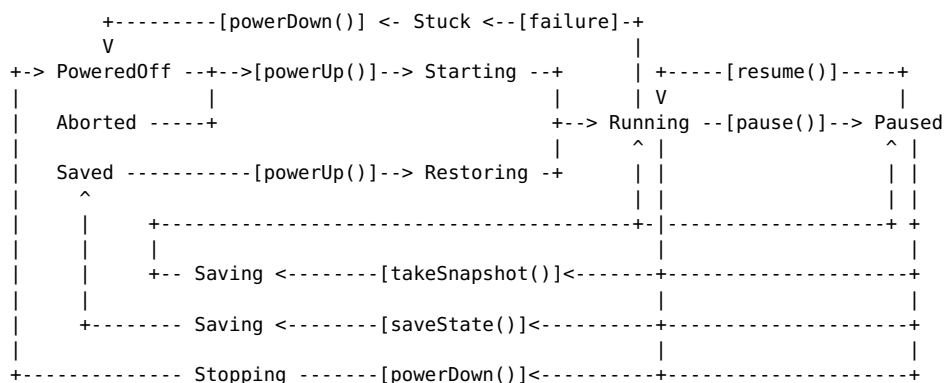 +---------[powerDown()] <- Stuck <--[failure]-+
V |
+-> PoweredOff --+-->[powerUp()]--> Starting --+ | +-----[resume()]-----+
| | | | V |
| Aborted -----+ +--> Running --[pause()]--> Paused
| | ^ | ^ |
| Saved -----------[powerUp()]--> Restoring -+ | | | |
| ^ | | | |
| | +-----------------------------------------+-|-------------------+ +
| | | | |
| | +-- Saving <--------[takeSnapshot()]<-------+---------------------+
| | | |
| +-------- Saving <--------[saveState()]<----------+---------------------+
| | |
+-------------- Stopping -------[powerDown()]<----------+---------------------+